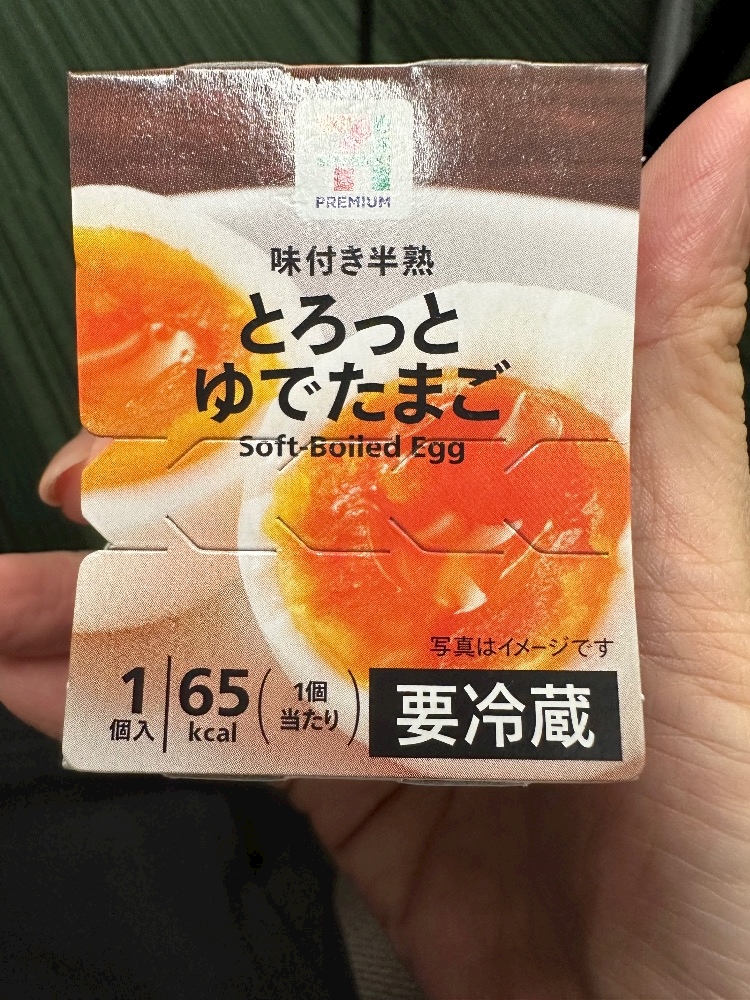 PREMIUM
味付き半熟
とろっと
ゆでたまご
Soft-Boiled Egg
写真はイメージです
1
個入
65
kcal
(1個
当たり)
要冷蔵